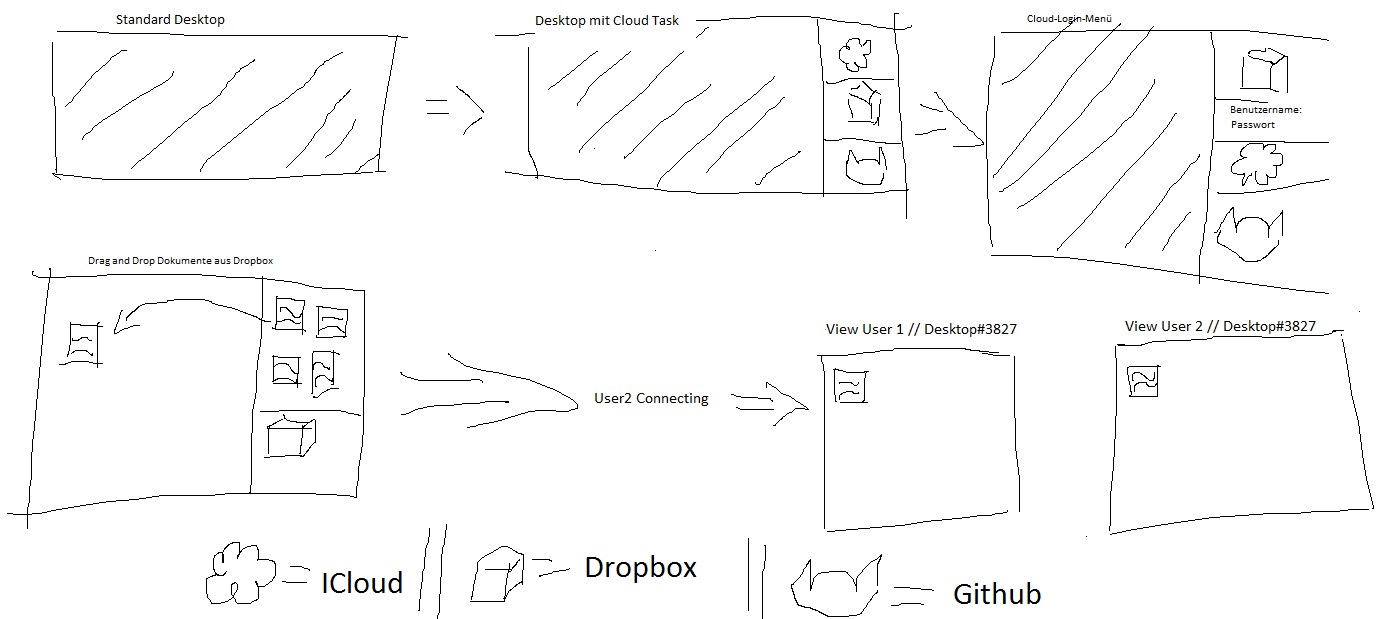 Standard Desktop
Desktop mit Cloud Task
Cloud-Login-Menü
Benutzername:
Passwort
Drag and Drop Dokumente aus Dropbox
User2 Connecting
View User 1 // Desktop#3827
View User 2 // Desktop#3827
ICloud
Dropbox
Github